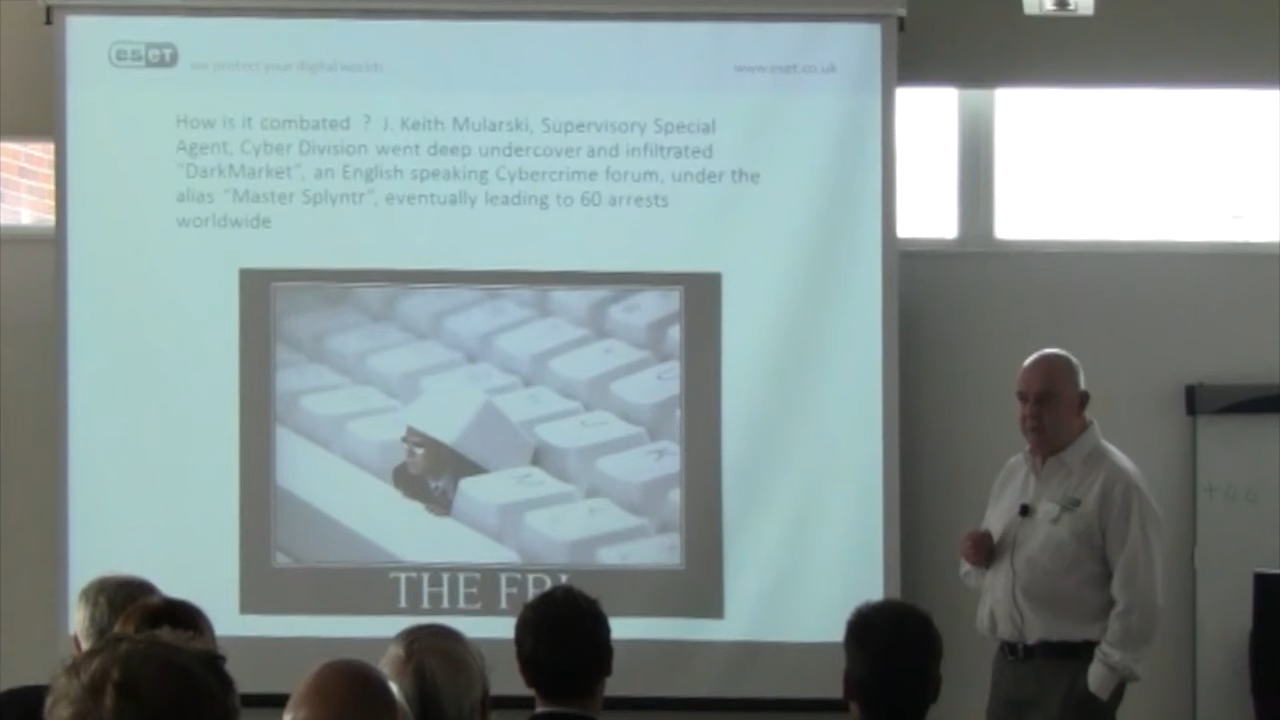 eseT
we protect your digital worlds
www.eset.co.uk
How is it combated ? J. Keith Mularski, Supervisory Special
Agent, Cyber Division went deep undercover and infiltrated
"DarkMarket", an English speaking Cybercrime forum, under the
alias "Master Splyntr", eventually leading to 60 arrests
worldwide
THE FBI